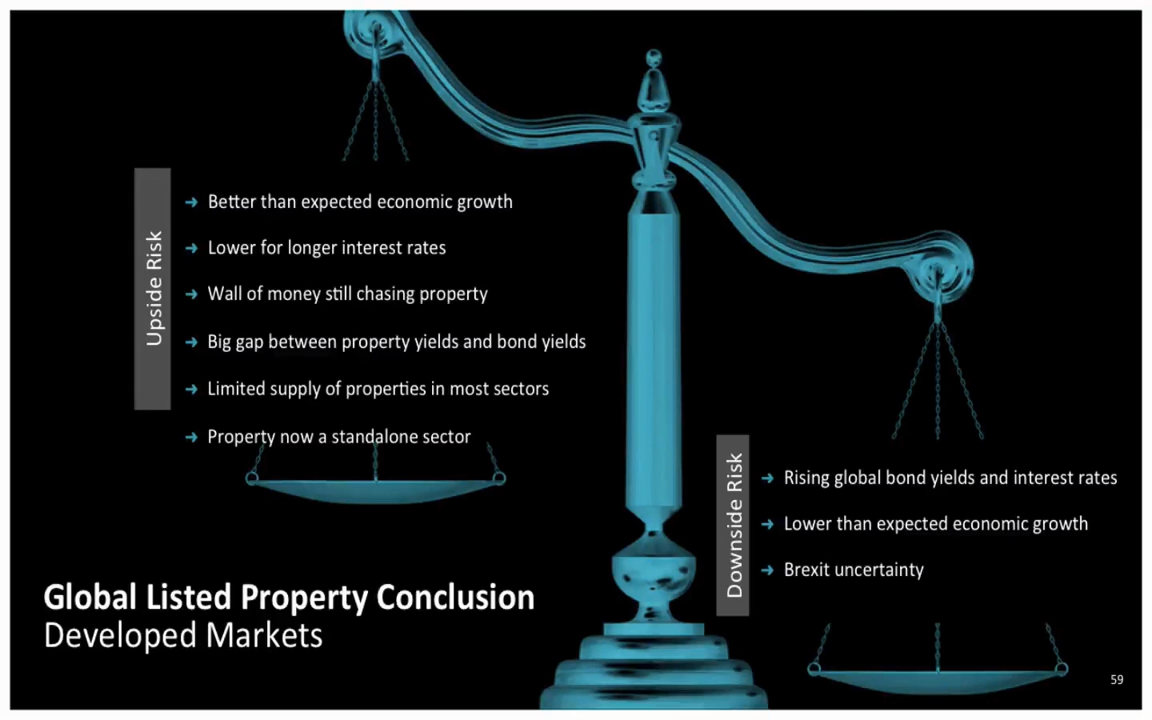 Upside Risk
Better than expected economic growth
Lower for longer interest rates
Wall of money still chasing property
Big gap between property yields and bond yields
Limited supply of properties in most sectors
Property now a standalone sector
Downside Risk
Rising global bond yields and interest rates
Lower than expected economic growth
Brexit uncertainty
Global Listed Property Conclusion
Developed Markets
59